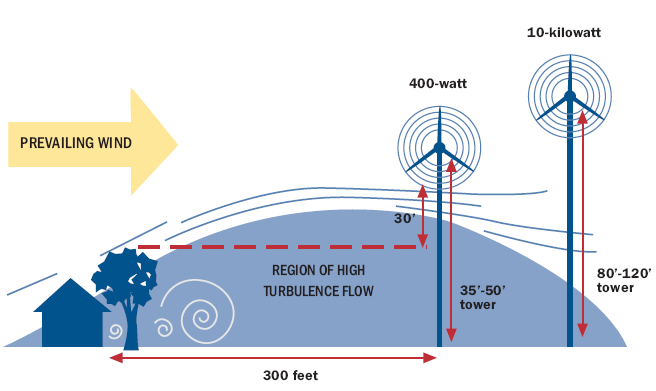 10-kilowatt
400-watt
PREVAILING WIND
30’
REGION OF HIGH
TURBULENCE FLOW
35’-50’
tower
80’-120’
tower
300 feet